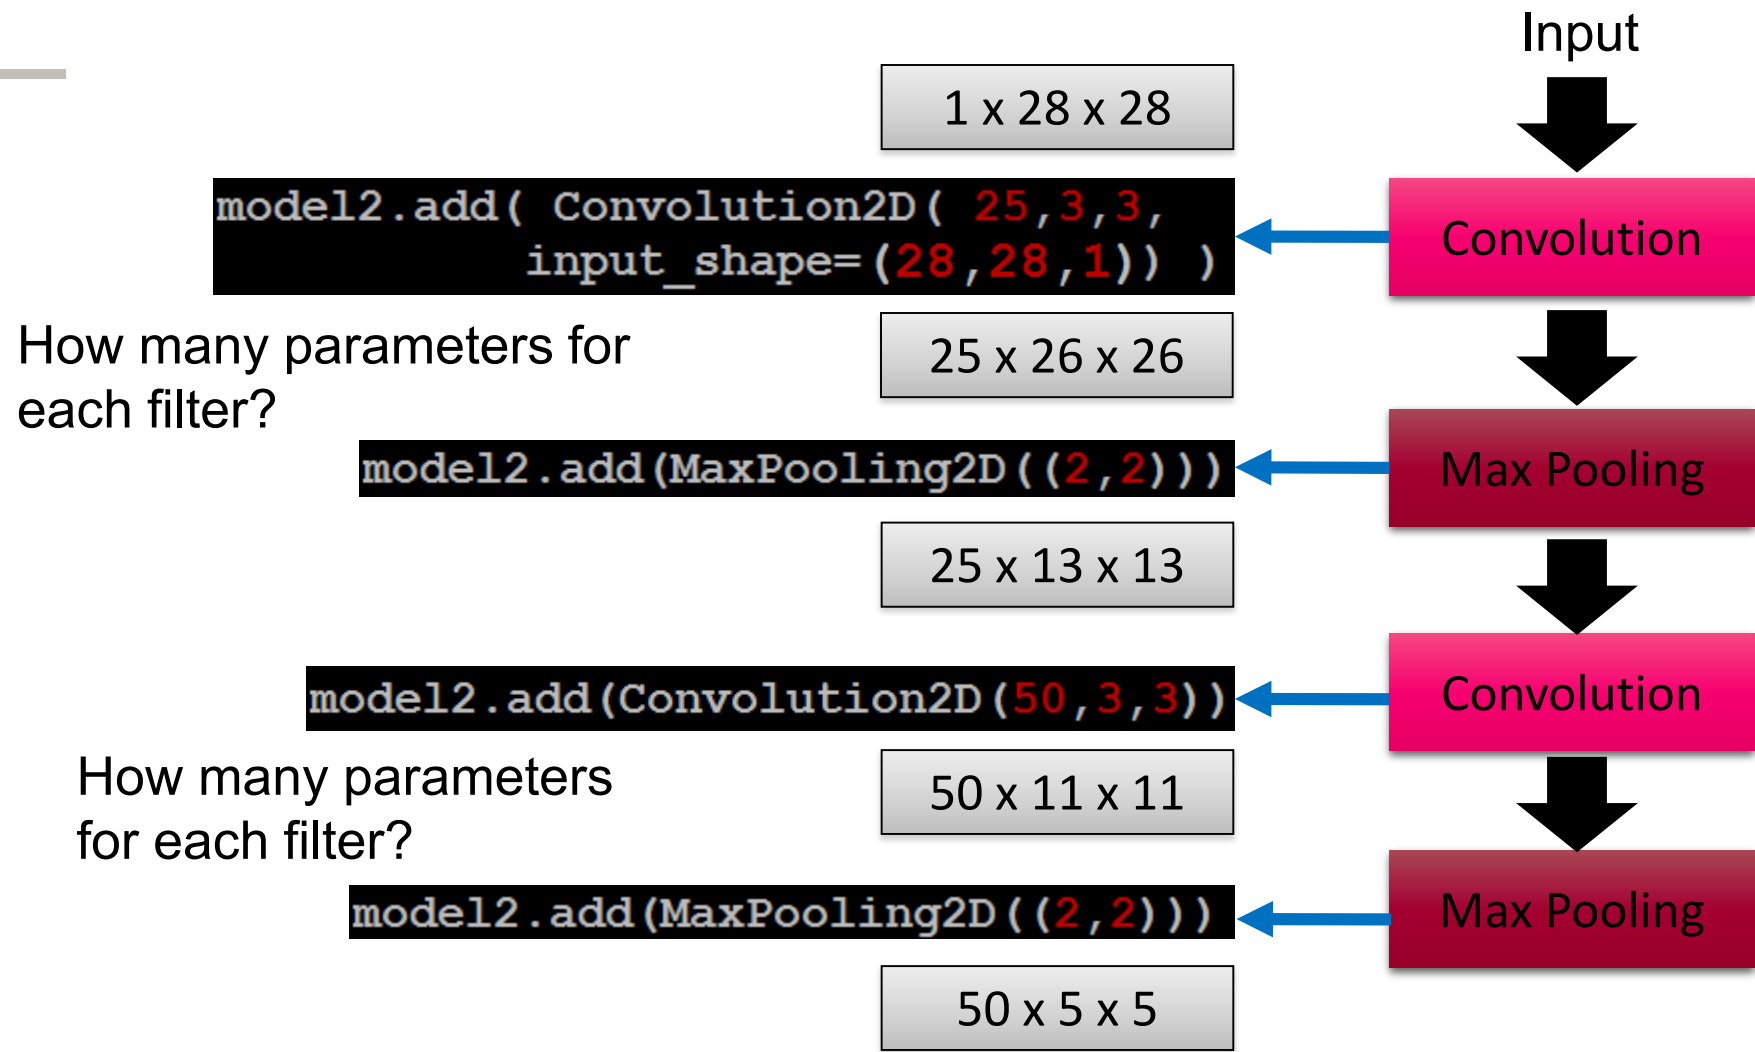 Input
1 x 28 x 28
model2.add( Convolution2D( 25,3,3,
input_shape=(28,28,1)) )
Convolution
How many parameters for
each filter?
25 x 26 x 26
model2.add(MaxPooling2D((2,2)))
Max Pooling
25 x 13 x 13
model2.add(Convolution2D(50,3,3))
Convolution
How many parameters
for each filter?
50 x 11 x 11
model2.add(MaxPooling2D((2,2)))
Max Pooling
50 x 5 x 5